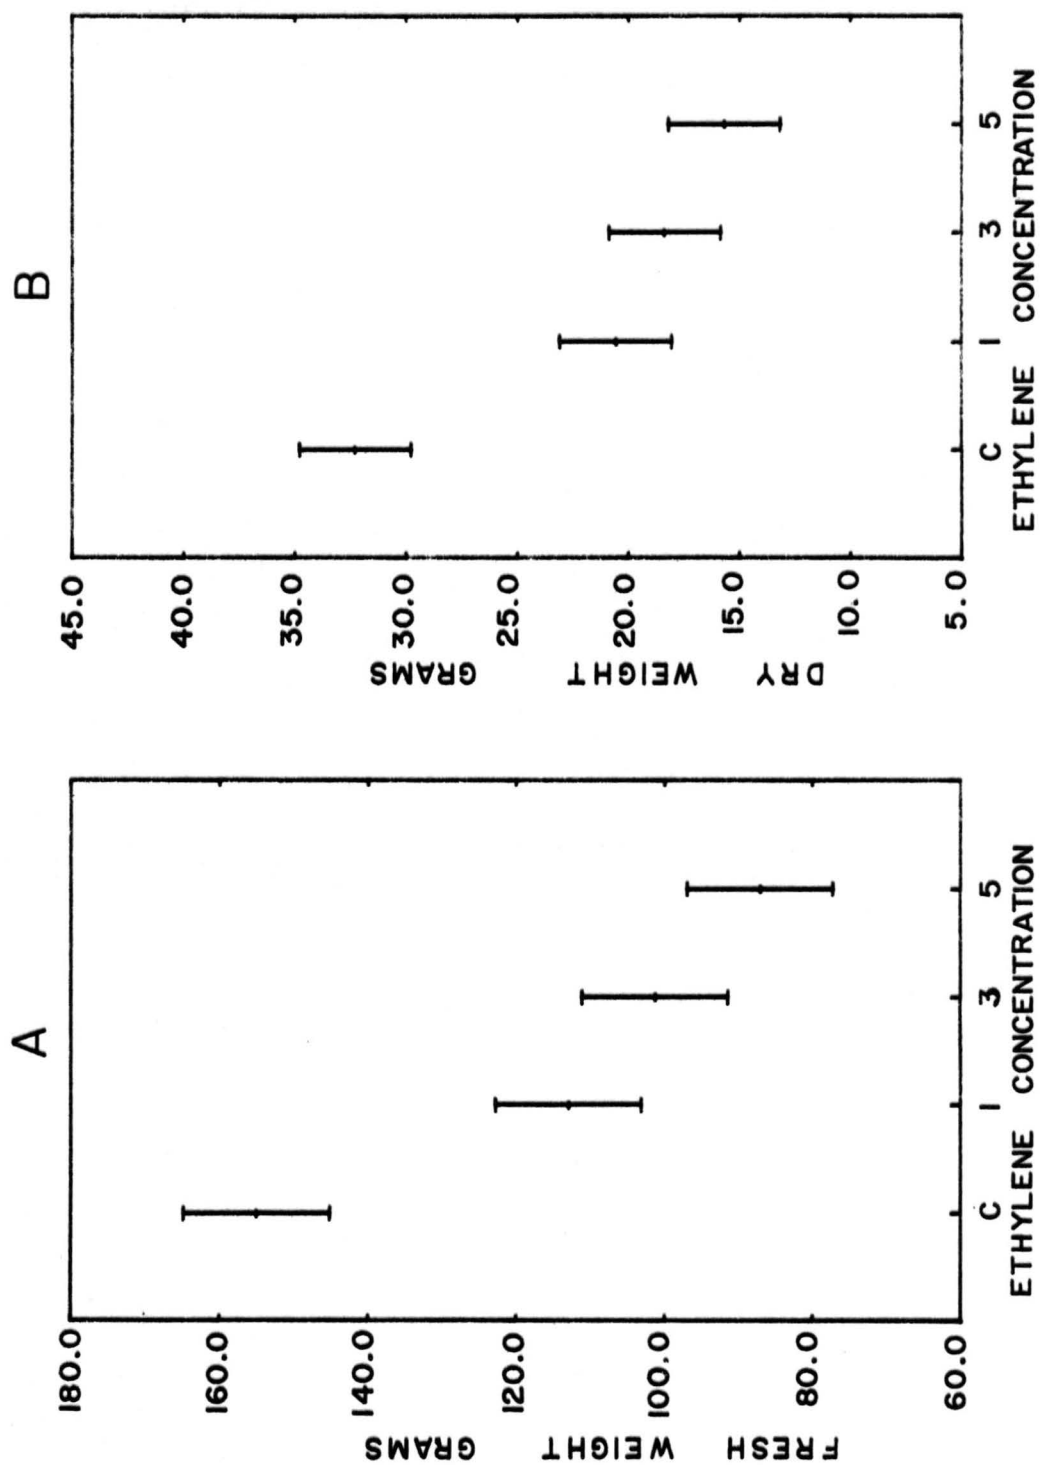 A
180.0
160.0
140.0
120.0
100.0
80.0
60.0
FRESH WEIGHT GRAMS
C 1 3 5
ETHYLENE CONCENTRATION
B
45.0
40.0
35.0
30.0
25.0
20.0
15.0
10.0
5.0
DRY WEIGHT GRAMS
C 1 3 5
ETHYLENE CONCENTRATION